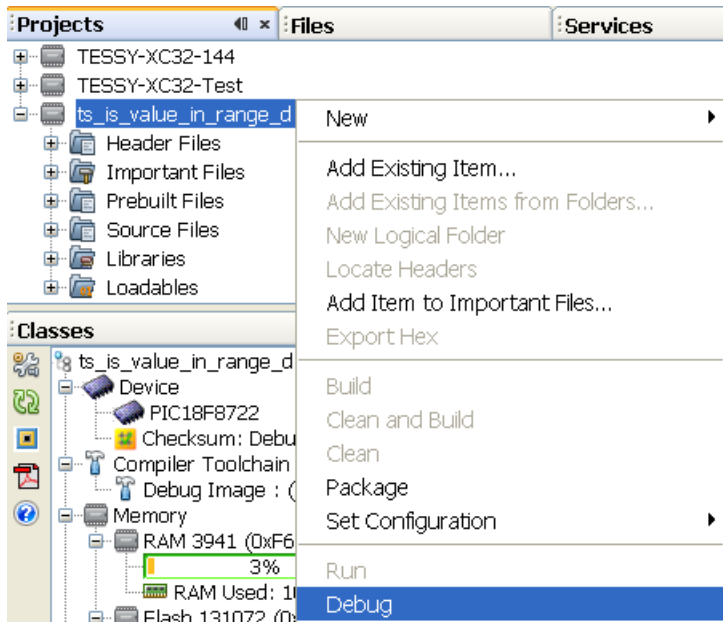 Projects
Files
Services
TESSY-XC32-144
TESSY-XC32-Test
ts_is_value_in_range_d
Header Files
Important Files
Prebuilt Files
Source Files
Libraries
Loadables
New
Add Existing Item...
Add Existing Items from Folders...
New Logical Folder
Locate Headers
Add Item to Important Files...
Export Hex
Build
Clean and Build
Clean
Package
Set Configuration
Run
Debug
Classes
ts_is_value_in_range_d
Device
PIC18F8722
Checksum: Debu
Compiler Toolchain
Debug Image : (
Memory
RAM 3941 (0xF6
3%
RAM Used: 1
Flash 131072 (0